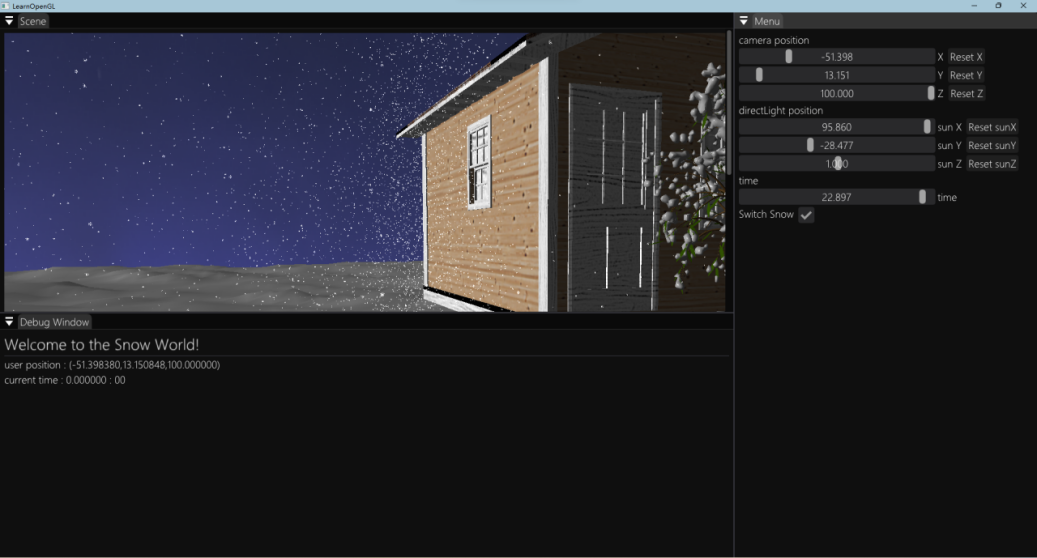 LearnOpenGL
Scene
Menu
camera position
-51.398 X Reset X
13.151 Y Reset Y
100.000 Z Reset Z
directLight position
95.860 sun X Reset sunX
-28.477 sun Y Reset sunY
1.000 sun Z Reset sunZ
time
22.897 time
Switch Snow
Debug Window
Welcome to the Snow World!
user position : (-51.398380,13.150848,100.000000)
current time : 0.000000 : 00